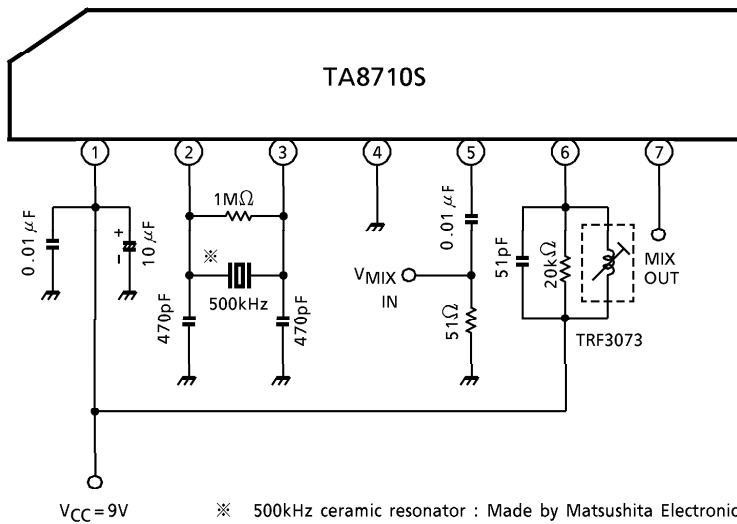 TA8710S
1
2
3
4
5
6
7
1MΩ
0.01μF
+
−
10μF
※
500kHz
470pF
470pF
0.01μF
VMIX
IN
51Ω
51pF
20kΩ
MIX
OUT
TRF3073
VCC=9V
※ 500kHz ceramic resonator : Made by Matsushita Electronic